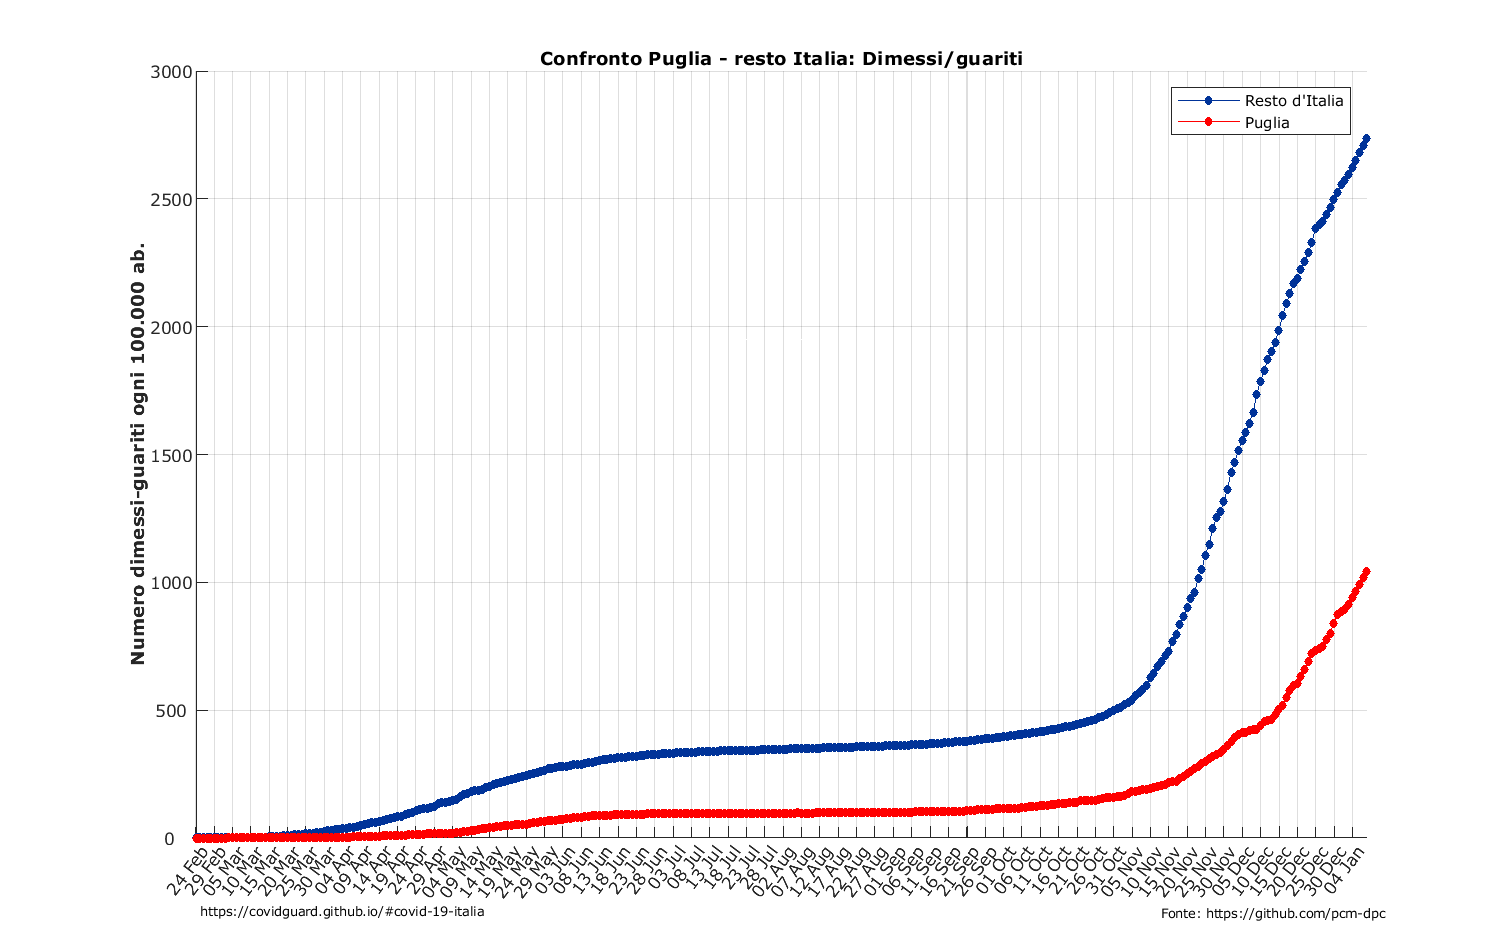 Confronto Puglia - resto Italia: Dimessi/guariti
Resto d'Italia
Puglia
Numero dimessi-guariti ogni 100.000 ab.
3000
2500
2000
1500
1000
500
0
24 Feb
29 Feb
05 Mar
10 Mar
15 Mar
20 Mar
25 Mar
30 Mar
04 Apr
09 Apr
14 Apr
19 Apr
24 Apr
29 Apr
04 May
09 May
14 May
19 May
24 May
29 May
03 Jun
08 Jun
13 Jun
18 Jun
23 Jun
28 Jun
03 Jul
08 Jul
13 Jul
18 Jul
23 Jul
28 Jul
02 Aug
07 Aug
12 Aug
17 Aug
22 Aug
27 Aug
01 Sep
06 Sep
11 Sep
16 Sep
21 Sep
26 Sep
01 Oct
06 Oct
11 Oct
16 Oct
21 Oct
26 Oct
31 Oct
05 Nov
10 Nov
15 Nov
20 Nov
25 Nov
30 Nov
05 Dec
10 Dec
15 Dec
20 Dec
25 Dec
30 Dec
04 Jan
https://covidguard.github.io/#covid-19-italia
Fonte: https://github.com/pcm-dpc